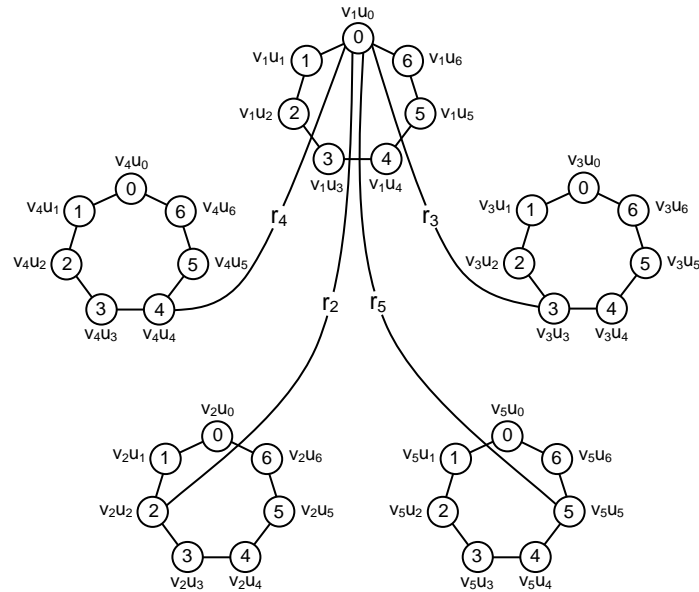 v₁u₀
0
v₁u₁ 1 6 v₁u₆
v₁u₂ 2 5 v₁u₅
3 4
v₁u₃ v₁u₄
v₄u₀
0
v₄u₁ 1 6 v₄u₆
v₄u₂ 2 5 v₄u₅
3 4
v₄u₃ v₄u₄
v₃u₀
0
v₃u₁ 1 6 v₃u₆
v₃u₂ 2 5 v₃u₅
3 4
v₃u₃ v₃u₄
r₄ r₃
r₂ r₅
v₂u₀
0
v₂u₁ 1 6 v₂u₆
v₂u₂ 2 5 v₂u₅
3 4
v₂u₃ v₂u₄
v₅u₀
0
v₅u₁ 1 6 v₅u₆
v₅u₂ 2 5 v₅u₅
3 4
v₅u₃ v₅u₄